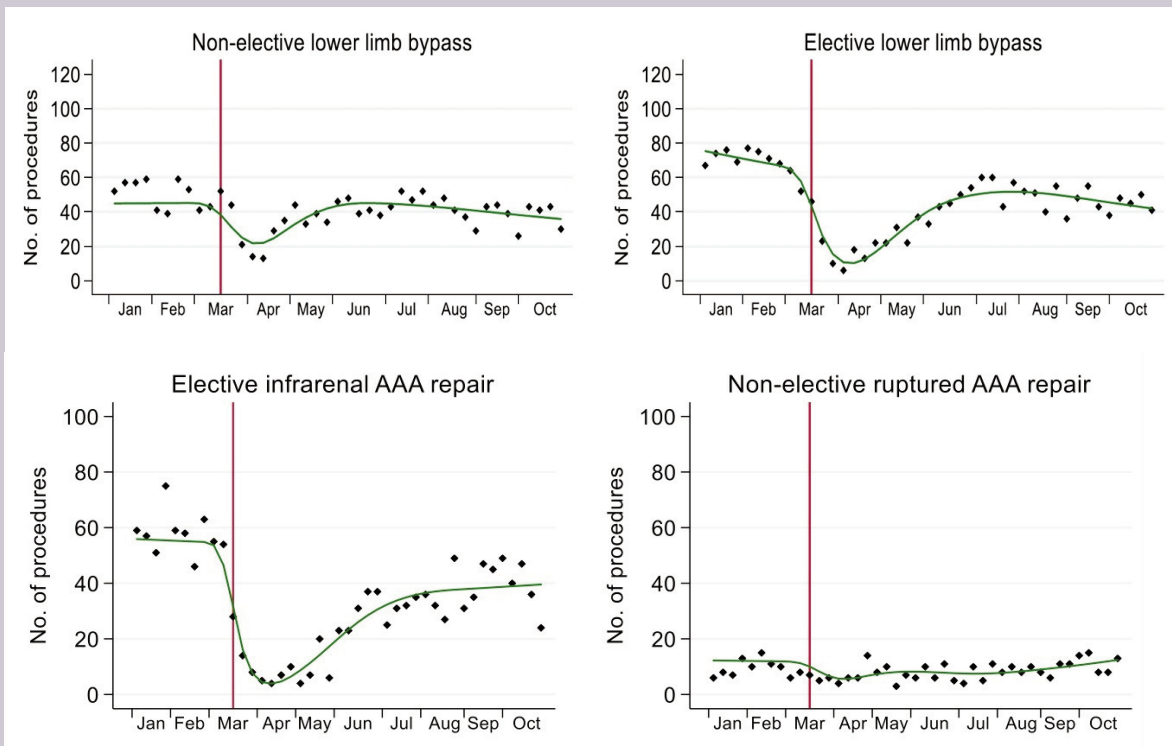 Non-elective lower limb bypass
No. of procedures
120
100
80
60
40
20
0
Jan Feb Mar Apr May Jun Jul Aug Sep Oct
Elective lower limb bypass
No. of procedures
120
100
80
60
40
20
0
Jan Feb Mar Apr May Jun Jul Aug Sep Oct
Elective infrarenal AAA repair
No. of procedures
100
80
60
40
20
0
Jan Feb Mar Apr May Jun Jul Aug Sep Oct
Non-elective ruptured AAA repair
No. of procedures
100
80
60
40
20
0
Jan Feb Mar Apr May Jun Jul Aug Sep Oct